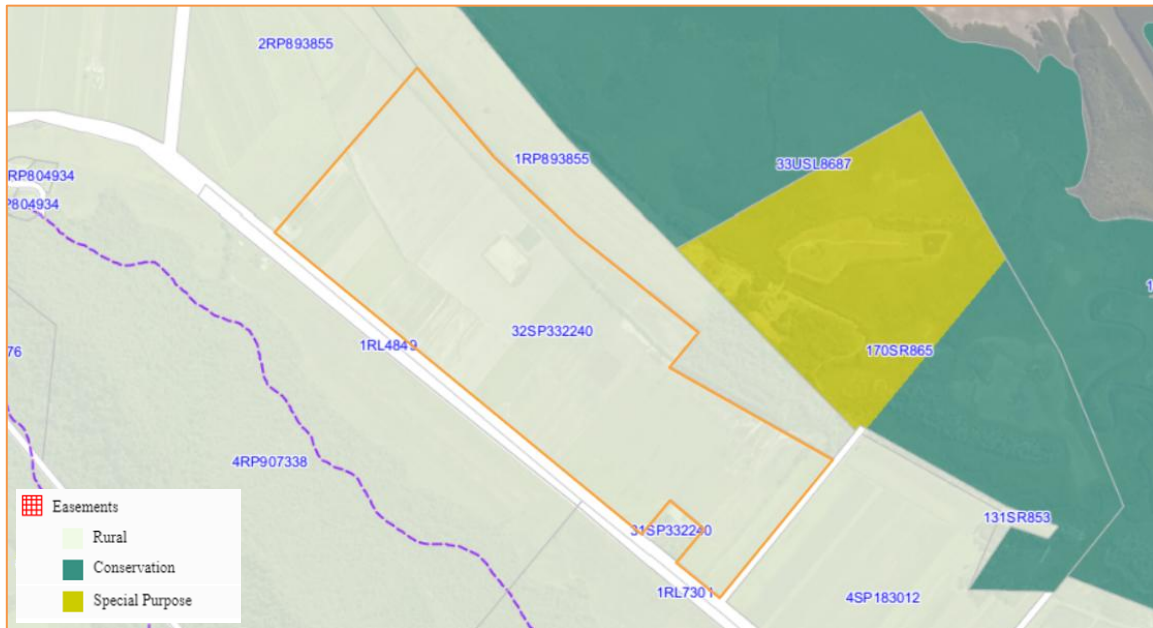 2RP893855
1RP893855
33USL8687
RP804934
P804934
32SP332240
1RL4849
170SR865
76
4RP907338
31SP332240
131SR853
1RL7301
4SP183012
Easements
Rural
Conservation
Special Purpose